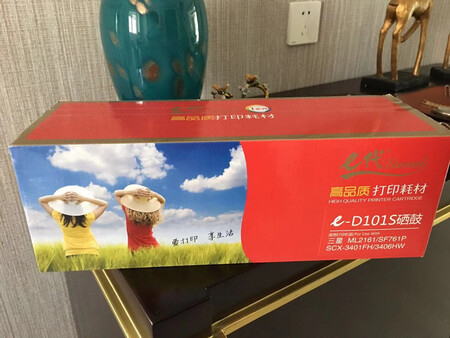 高品质打印耗材
e代
高品质 打印耗材
HIGH QUALITY PRINTER CARTRIDGE
e-D101S硒鼓
三星 ML2161/SF761P
SCX-3401FH/3406HW
爱打印 享生活